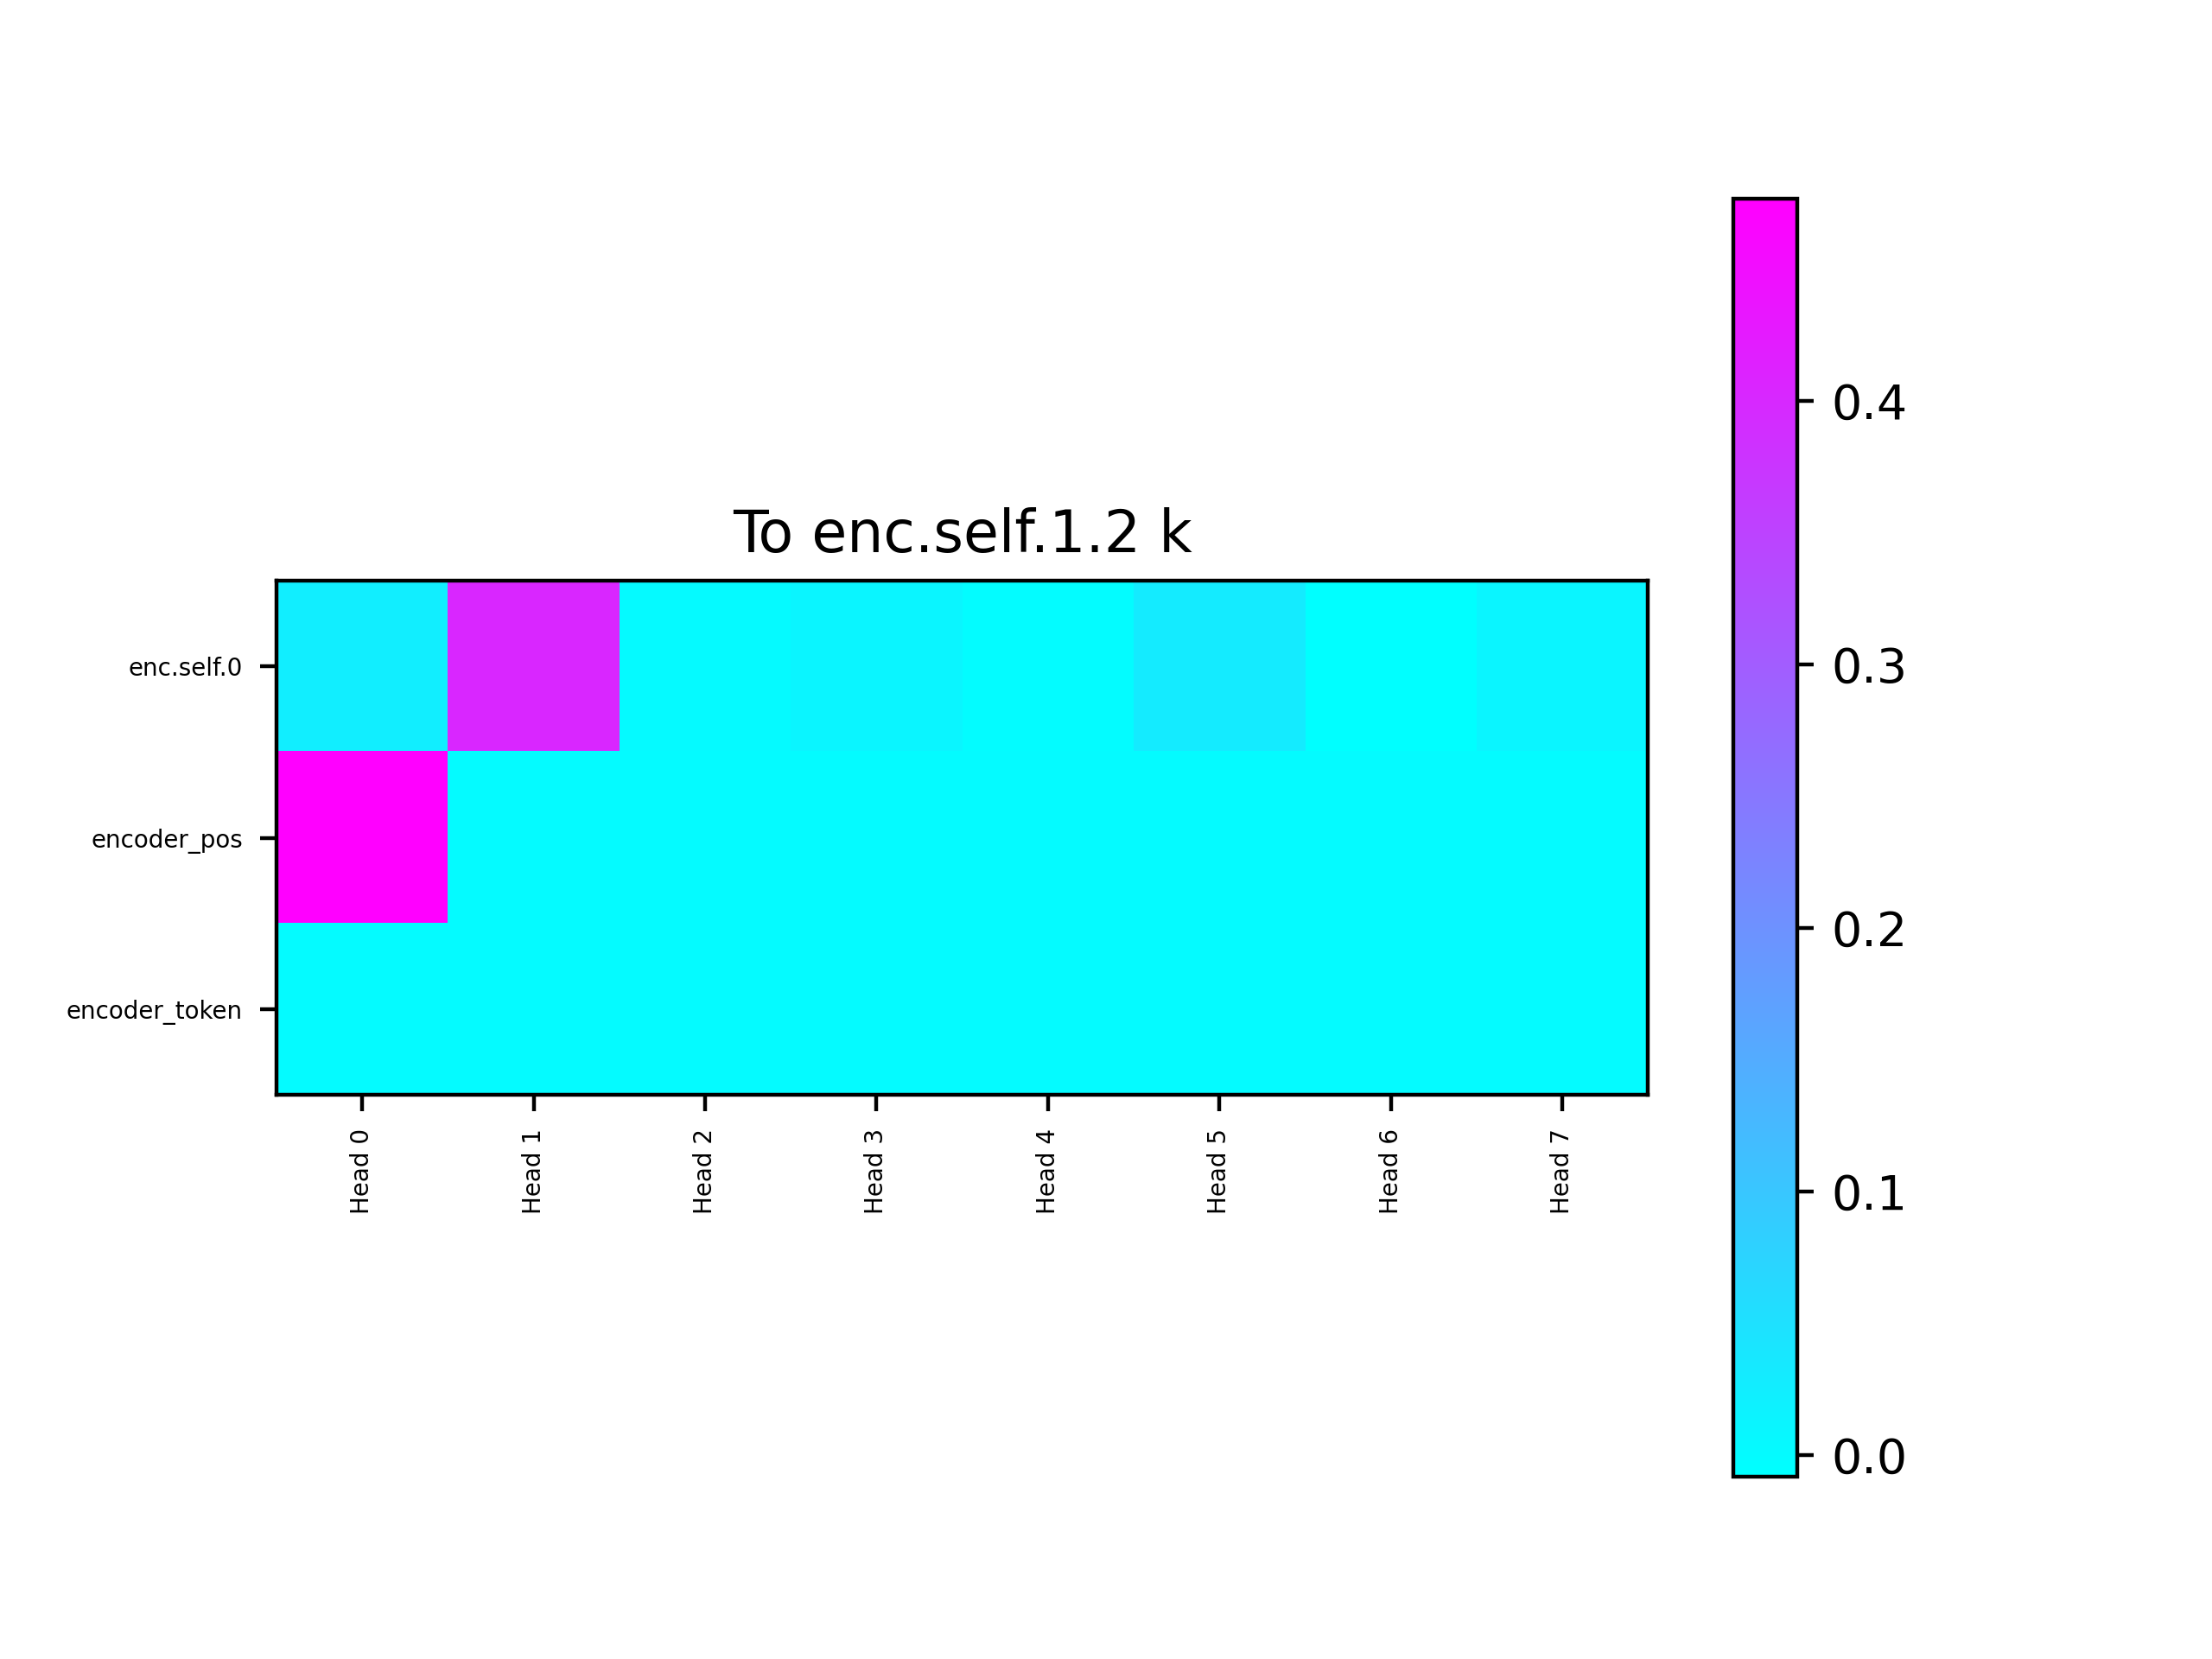 To enc.self.1.2 k
enc.self.0
encoder_pos
encoder_token
Head 0
Head 1
Head 2
Head 3
Head 4
Head 5
Head 6
Head 7
0.4
0.3
0.2
0.1
0.0